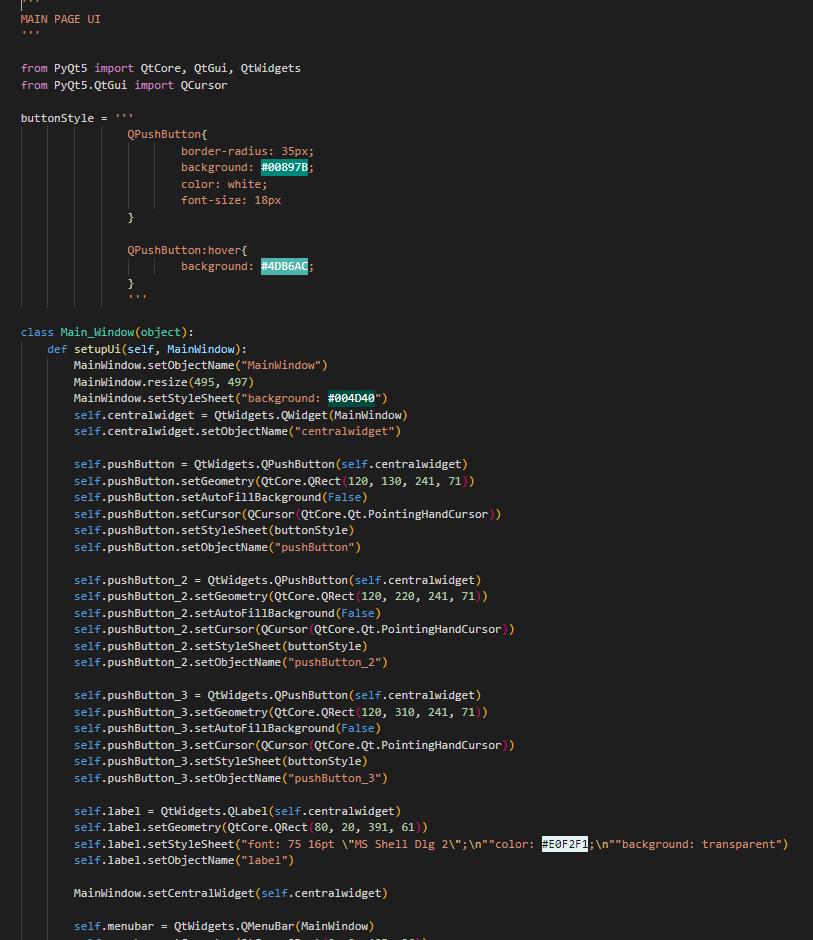 '''
MAIN PAGE UI
'''
from PyQt5 import QtCore, QtGui, QtWidgets
from PyQt5.QtGui import QCursor
buttonStyle = '''
QPushButton{
border-radius: 35px;
background: #00897B;
color: white;
font-size: 18px
}
QPushButton:hover{
background: #4DB6AC;
}
'''
class Main_Window(object):
def setupUi(self, MainWindow):
MainWindow.setObjectName("MainWindow")
MainWindow.resize(495, 497)
MainWindow.setStyleSheet("background: #004D40")
self.centralwidget = QtWidgets.QWidget(MainWindow)
self.centralwidget.setObjectName("centralwidget")
self.pushButton = QtWidgets.QPushButton(self.centralwidget)
self.pushButton.setGeometry(QtCore.QRect(120, 130, 241, 71))
self.pushButton.setAutoFillBackground(False)
self.pushButton.setCursor(QCursor(QtCore.Qt.PointingHandCursor))
self.pushButton.setStyleSheet(buttonStyle)
self.pushButton.setObjectName("pushButton")
self.pushButton_2 = QtWidgets.QPushButton(self.centralwidget)
self.pushButton_2.setGeometry(QtCore.QRect(120, 220, 241, 71))
self.pushButton_2.setAutoFillBackground(False)
self.pushButton_2.setCursor(QCursor(QtCore.Qt.PointingHandCursor))
self.pushButton_2.setStyleSheet(buttonStyle)
self.pushButton_2.setObjectName("pushButton_2")
self.pushButton_3 = QtWidgets.QPushButton(self.centralwidget)
self.pushButton_3.setGeometry(QtCore.QRect(120, 310, 241, 71))
self.pushButton_3.setAutoFillBackground(False)
self.pushButton_3.setCursor(QCursor(QtCore.Qt.PointingHandCursor))
self.pushButton_3.setStyleSheet(buttonStyle)
self.pushButton_3.setObjectName("pushButton_3")
self.label = QtWidgets.QLabel(self.centralwidget)
self.label.setGeometry(QtCore.QRect(80, 20, 391, 61))
self.label.setStyleSheet("font: 75 16pt \"MS Shell Dlg 2\";\n""color: #E0F2F1;\n""background: transparent")
self.label.setObjectName("label")
MainWindow.setCentralWidget(self.centralwidget)
self.menubar = QtWidgets.QMenuBar(MainWindow)